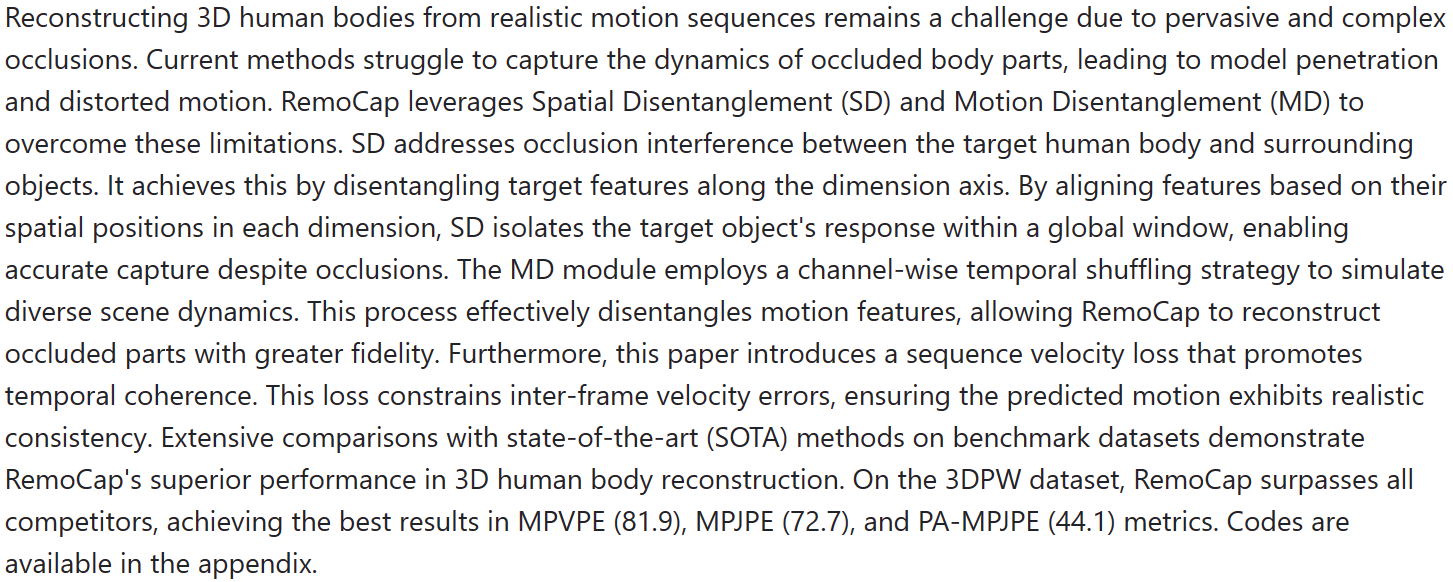 Reconstructing 3D human bodies from realistic motion sequences remains a challenge due to pervasive and complex
occlusions. Current methods struggle to capture the dynamics of occluded body parts, leading to model penetration
and distorted motion. RemoCap leverages Spatial Disentanglement (SD) and Motion Disentanglement (MD) to
overcome these limitations. SD addresses occlusion interference between the target human body and surrounding
objects. It achieves this by disentangling target features along the dimension axis. By aligning features based on their
spatial positions in each dimension, SD isolates the target object's response within a global window, enabling
accurate capture despite occlusions. The MD module employs a channel-wise temporal shuffling strategy to simulate
diverse scene dynamics. This process effectively disentangles motion features, allowing RemoCap to reconstruct
occluded parts with greater fidelity. Furthermore, this paper introduces a sequence velocity loss that promotes
temporal coherence. This loss constrains inter-frame velocity errors, ensuring the predicted motion exhibits realistic
consistency. Extensive comparisons with state-of-the-art (SOTA) methods on benchmark datasets demonstrate
RemoCap's superior performance in 3D human body reconstruction. On the 3DPW dataset, RemoCap surpasses all
competitors, achieving the best results in MPVPE (81.9), MPJPE (72.7), and PA-MPJPE (44.1) metrics. Codes are
available in the appendix.